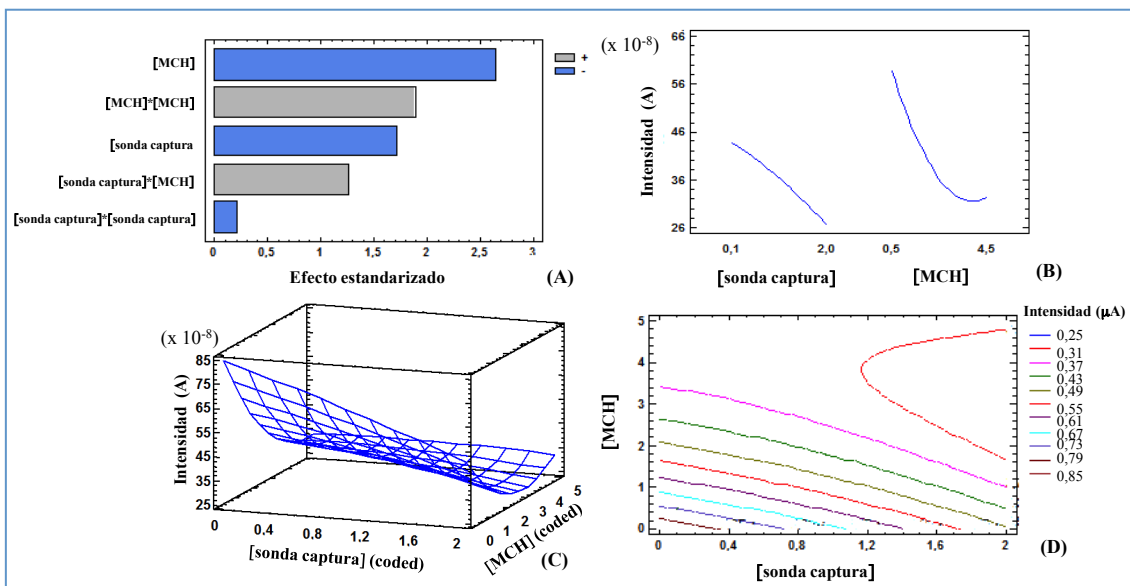 [MCH]
[MCH]*[MCH]
[sonda captura
[sonda captura]*[MCH]
[sonda captura]*[sonda captura]
+
-
0 0,5 1 1,5 2 2,5 3
Efecto estandarizado
(A)
(x 10-8)
Intensidad (A)
66
56
46
36
26
0,1 2,0 0,5 4,5
[sonda captura] [MCH]
(B)
(x 10-8)
Intensidad (A)
85
75
65
55
45
35
25
0 0.4 0.8 1.2 1.6 2
[sonda captura] (coded)
0 1 2 3 4 5
[MCH] (coded)
(C)
[MCH]
5
4
3
2
1
0
0 0,4 0,8 1,2 1,6 2
[sonda captura]
(D)
Intensidad (µA)
0,25
0,31
0,37
0,43
0,49
0,55
0,61
0,67
0,73
0,79
0,85